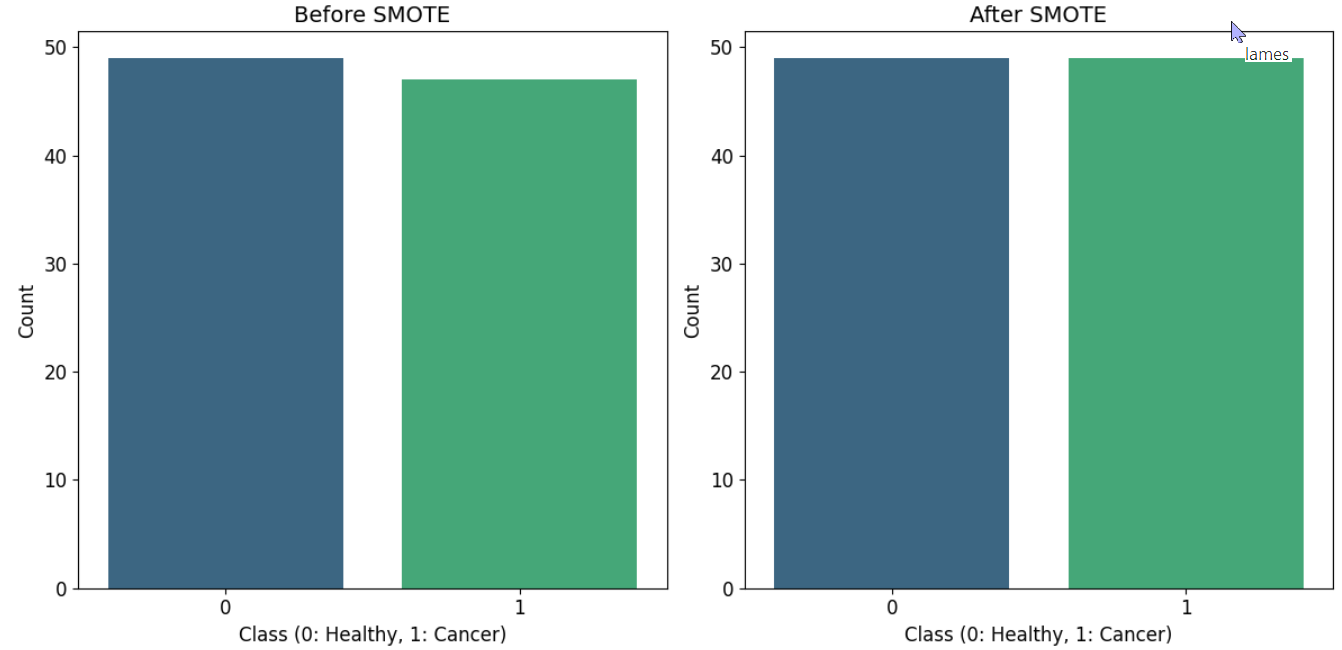 Before SMOTE
50
40
30
20
10
0
Count
0 1
Class (0: Healthy, 1: Cancer)
After SMOTE
lames
50
40
30
20
10
0
Count
0 1
Class (0: Healthy, 1: Cancer)